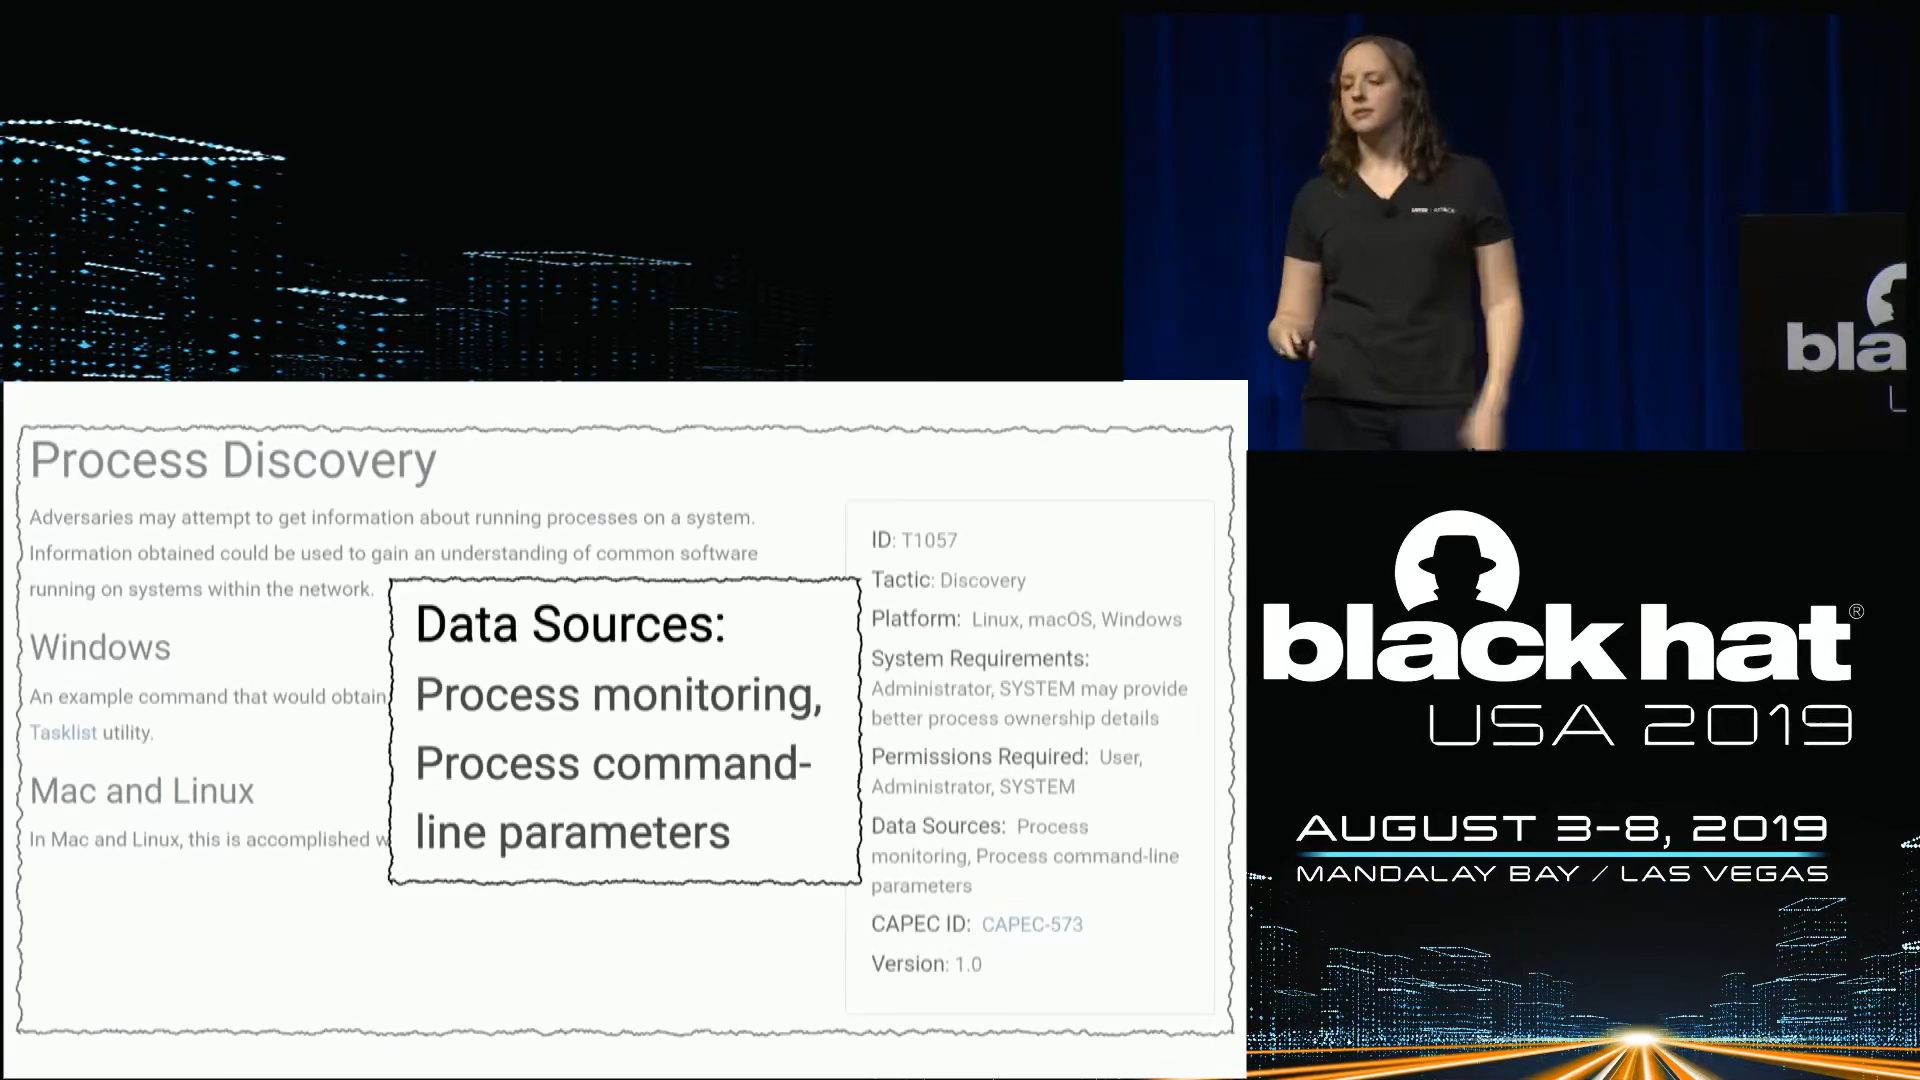 Process Discovery
Adversaries may attempt to get information about running processes on a system.
Information obtained could be used to gain an understanding of common software
running on systems within the network.
Windows
An example command that would obtain
Tasklist utility.
Mac and Linux
In Mac and Linux, this is accomplished
Data Sources:
Process monitoring,
Process command-
line parameters
ID: T1057
Tactic: Discovery
Platform: Linux, macOS, Windows
System Requirements:
Administrator, SYSTEM may provide
better process ownership details
Permissions Required: User,
Administrator, SYSTEM
Data Sources: Process
monitoring, Process command-line
parameters
CAPEC ID: CAPEC-573
Version: 1.0
bla
U
black hat®
USA 2019
AUGUST 3-8, 2019
MANDALAY BAY / LAS VEGAS